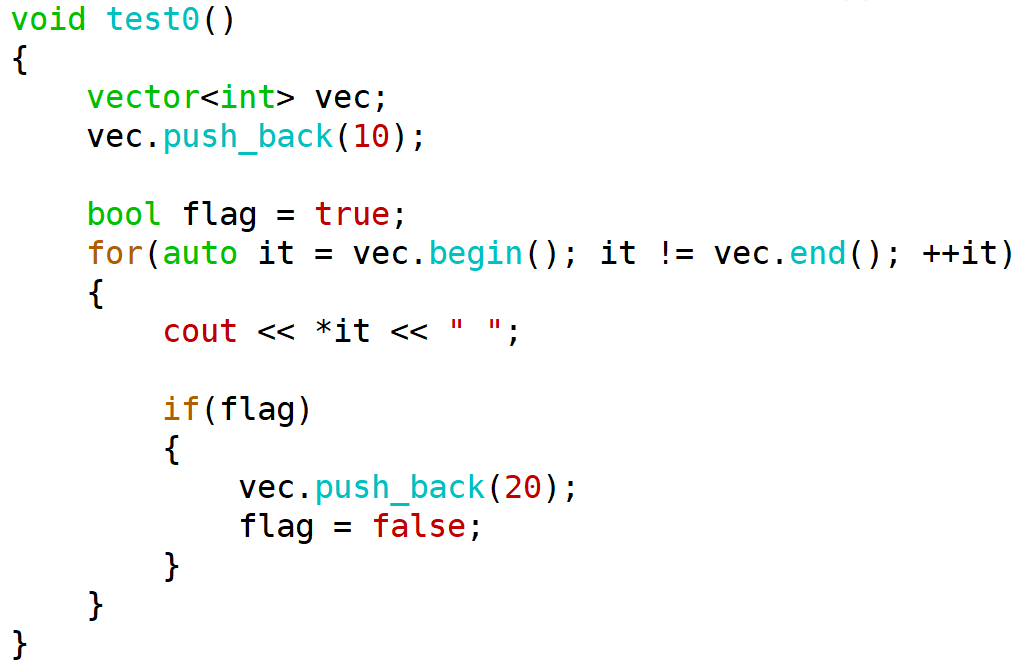 void test0()
{
    vector<int> vec;
    vec.push_back(10);

    bool flag = true;
    for(auto it = vec.begin(); it != vec.end(); ++it)
    {
        cout << *it << " ";

        if(flag)
        {
            vec.push_back(20);
            flag = false;
        }
    }
}